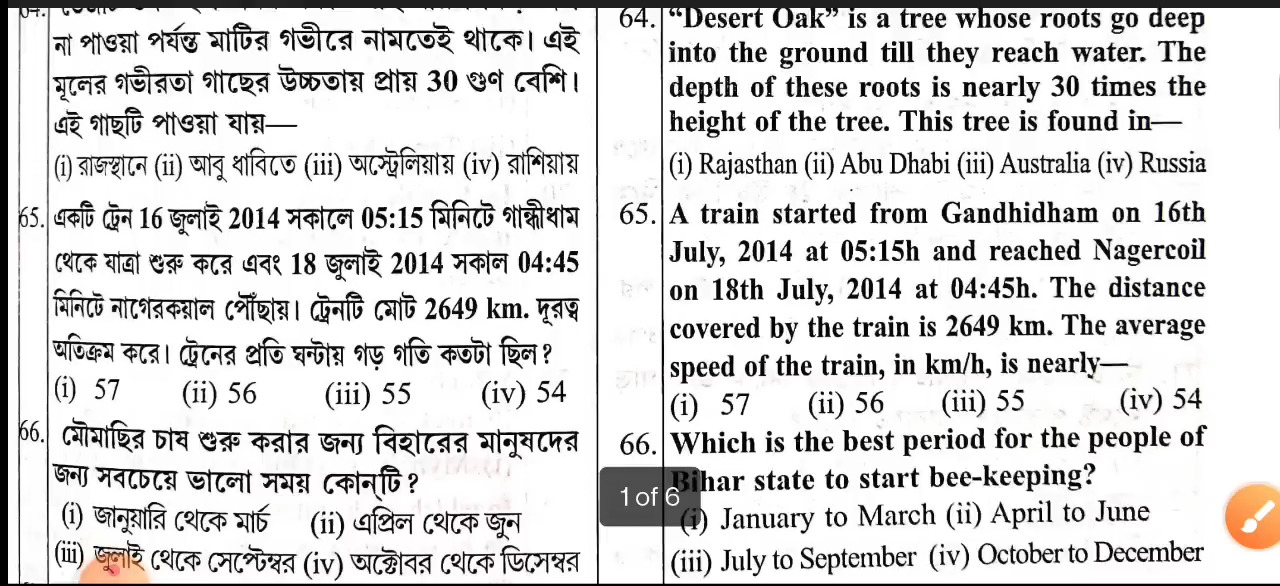 64.
না পাওয়া পর্যন্ত মাটির গভীরে নামতেই থাকে। এই
মূলের গভীরতা গাছের উচ্চতায় প্রায় 30 গুণ বেশি।
এই গাছটি পাওয়া যায়—
(i) রাজস্থানে (ii) আবু ধাবিতে (iii) অস্ট্রেলিয়ায় (iv) রাশিয়ায়
65. একটি ট্রেন 16 জুলাই 2014 সকালে 05:15 মিনিটে গান্ধীধাম
থেকে যাত্রা শুরু করে এবং 18 জুলাই 2014 সকাল 04:45
মিনিটে নাগেরকয়াল পৌঁছায়। ট্রেনটি মোট 2649 km. দূরত্ব
অতিক্রম করে। ট্রেনের প্রতি ঘন্টায় গড় গতি কতটা ছিল?
(i) 57 (ii) 56 (iii) 55 (iv) 54
66. মৌমাছির চাষ শুরু করার জন্য বিহারের মানুষদের
জন্য সবচেয়ে ভালো সময় কোন্‌টি?
(i) জানুয়ারি থেকে মার্চ (ii) এপ্রিল থেকে জুন
(iii) জুলাই থেকে সেপ্টেম্বর (iv) অক্টোবর থেকে ডিসেম্বর
64. “Desert Oak” is a tree whose roots go deep
into the ground till they reach water. The
depth of these roots is nearly 30 times the
height of the tree. This tree is found in—
(i) Rajasthan (ii) Abu Dhabi (iii) Australia (iv) Russia
65. A train started from Gandhidham on 16th
July, 2014 at 05:15h and reached Nagercoil
on 18th July, 2014 at 04:45h. The distance
covered by the train is 2649 km. The average
speed of the train, in km/h, is nearly—
(i) 57 (ii) 56 (iii) 55 (iv) 54
66. Which is the best period for the people of
Bihar state to start bee-keeping?
(i) January to March (ii) April to June
(iii) July to September (iv) October to December
1 of 6